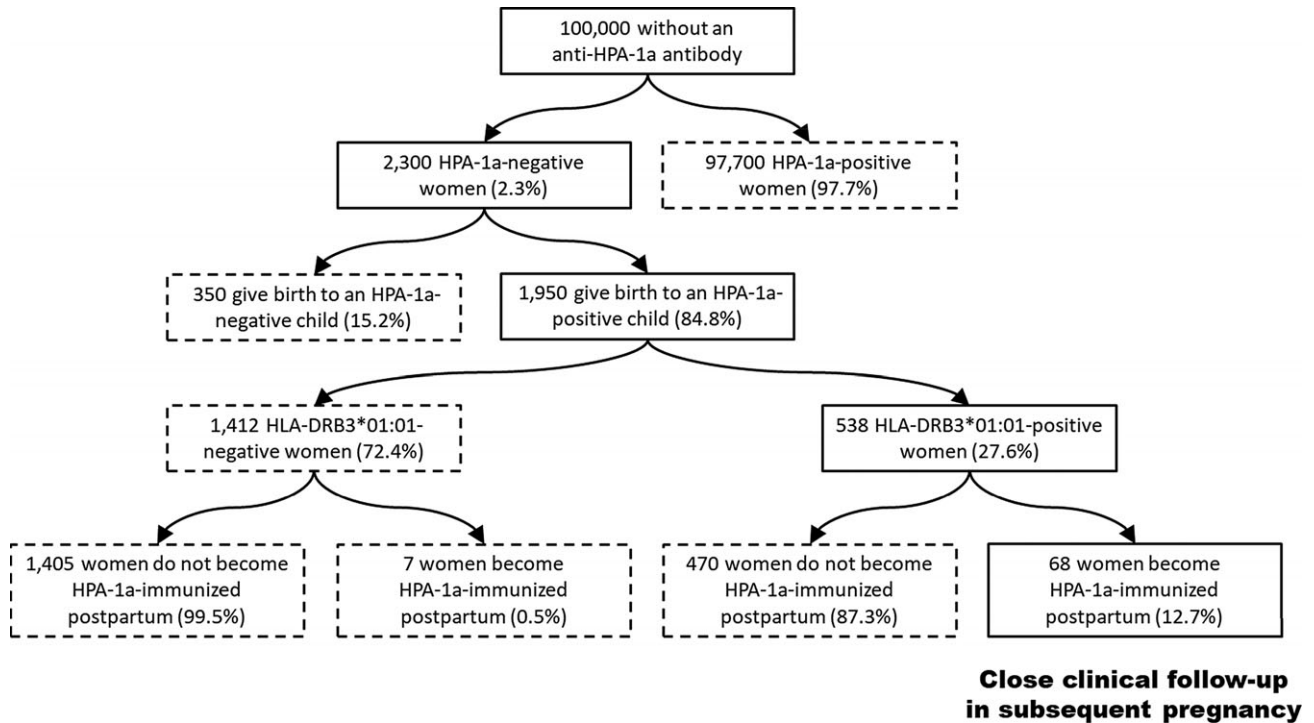 100,000 without an
anti-HPA-1a antibody
2,300 HPA-1a-negative
women (2.3%)
97,700 HPA-1a-positive
women (97.7%)
350 give birth to an HPA-1a-
negative child (15.2%)
1,950 give birth to an HPA-1a-
positive child (84.8%)
1,412 HLA-DRB3*01:01-
negative women (72.4%)
538 HLA-DRB3*01:01-positive
women (27.6%)
1,405 women do not become
HPA-1a-immunized
postpartum (99.5%)
7 women become
HPA-1a-immunized
postpartum (0.5%)
470 women do not become
HPA-1a-immunized
postpartum (87.3%)
68 women become
HPA-1a-immunized
postpartum (12.7%)
Close clinical follow-up
in subsequent pregnancy